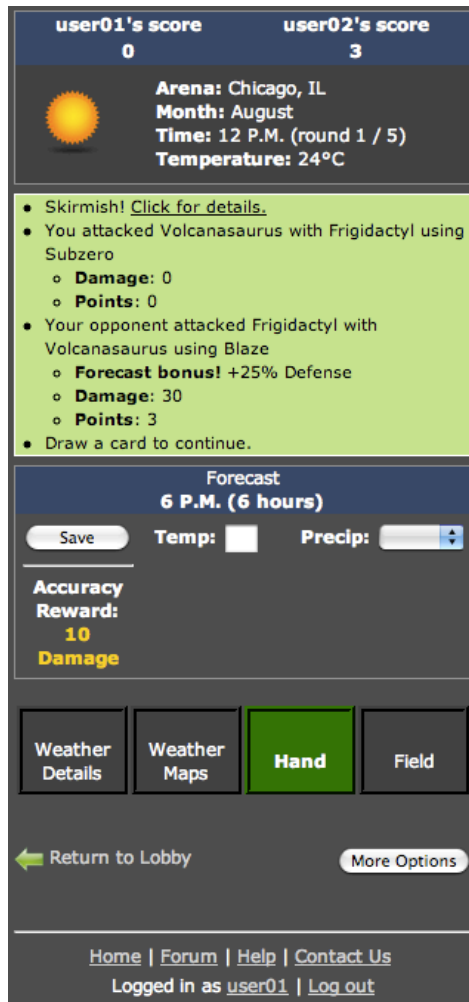 user01's score user02's score
0 3
Arena: Chicago, IL
Month: August
Time: 12 P.M. (round 1 / 5)
Temperature: 24°C
Skirmish! Click for details.
You attacked Volcanasaurus with Frigidactyl using
Subzero
Damage: 0
Points: 0
Your opponent attacked Frigidactyl with
Volcanasaurus using Blaze
Forecast bonus! +25% Defense
Damage: 30
Points: 3
Draw a card to continue.
Forecast
6 P.M. (6 hours)
Save Temp: Precip:
Accuracy
Reward:
10
Damage
Weather Details Weather Maps Hand Field
Return to Lobby More Options
Home | Forum | Help | Contact Us
Logged in as user01 | Log out